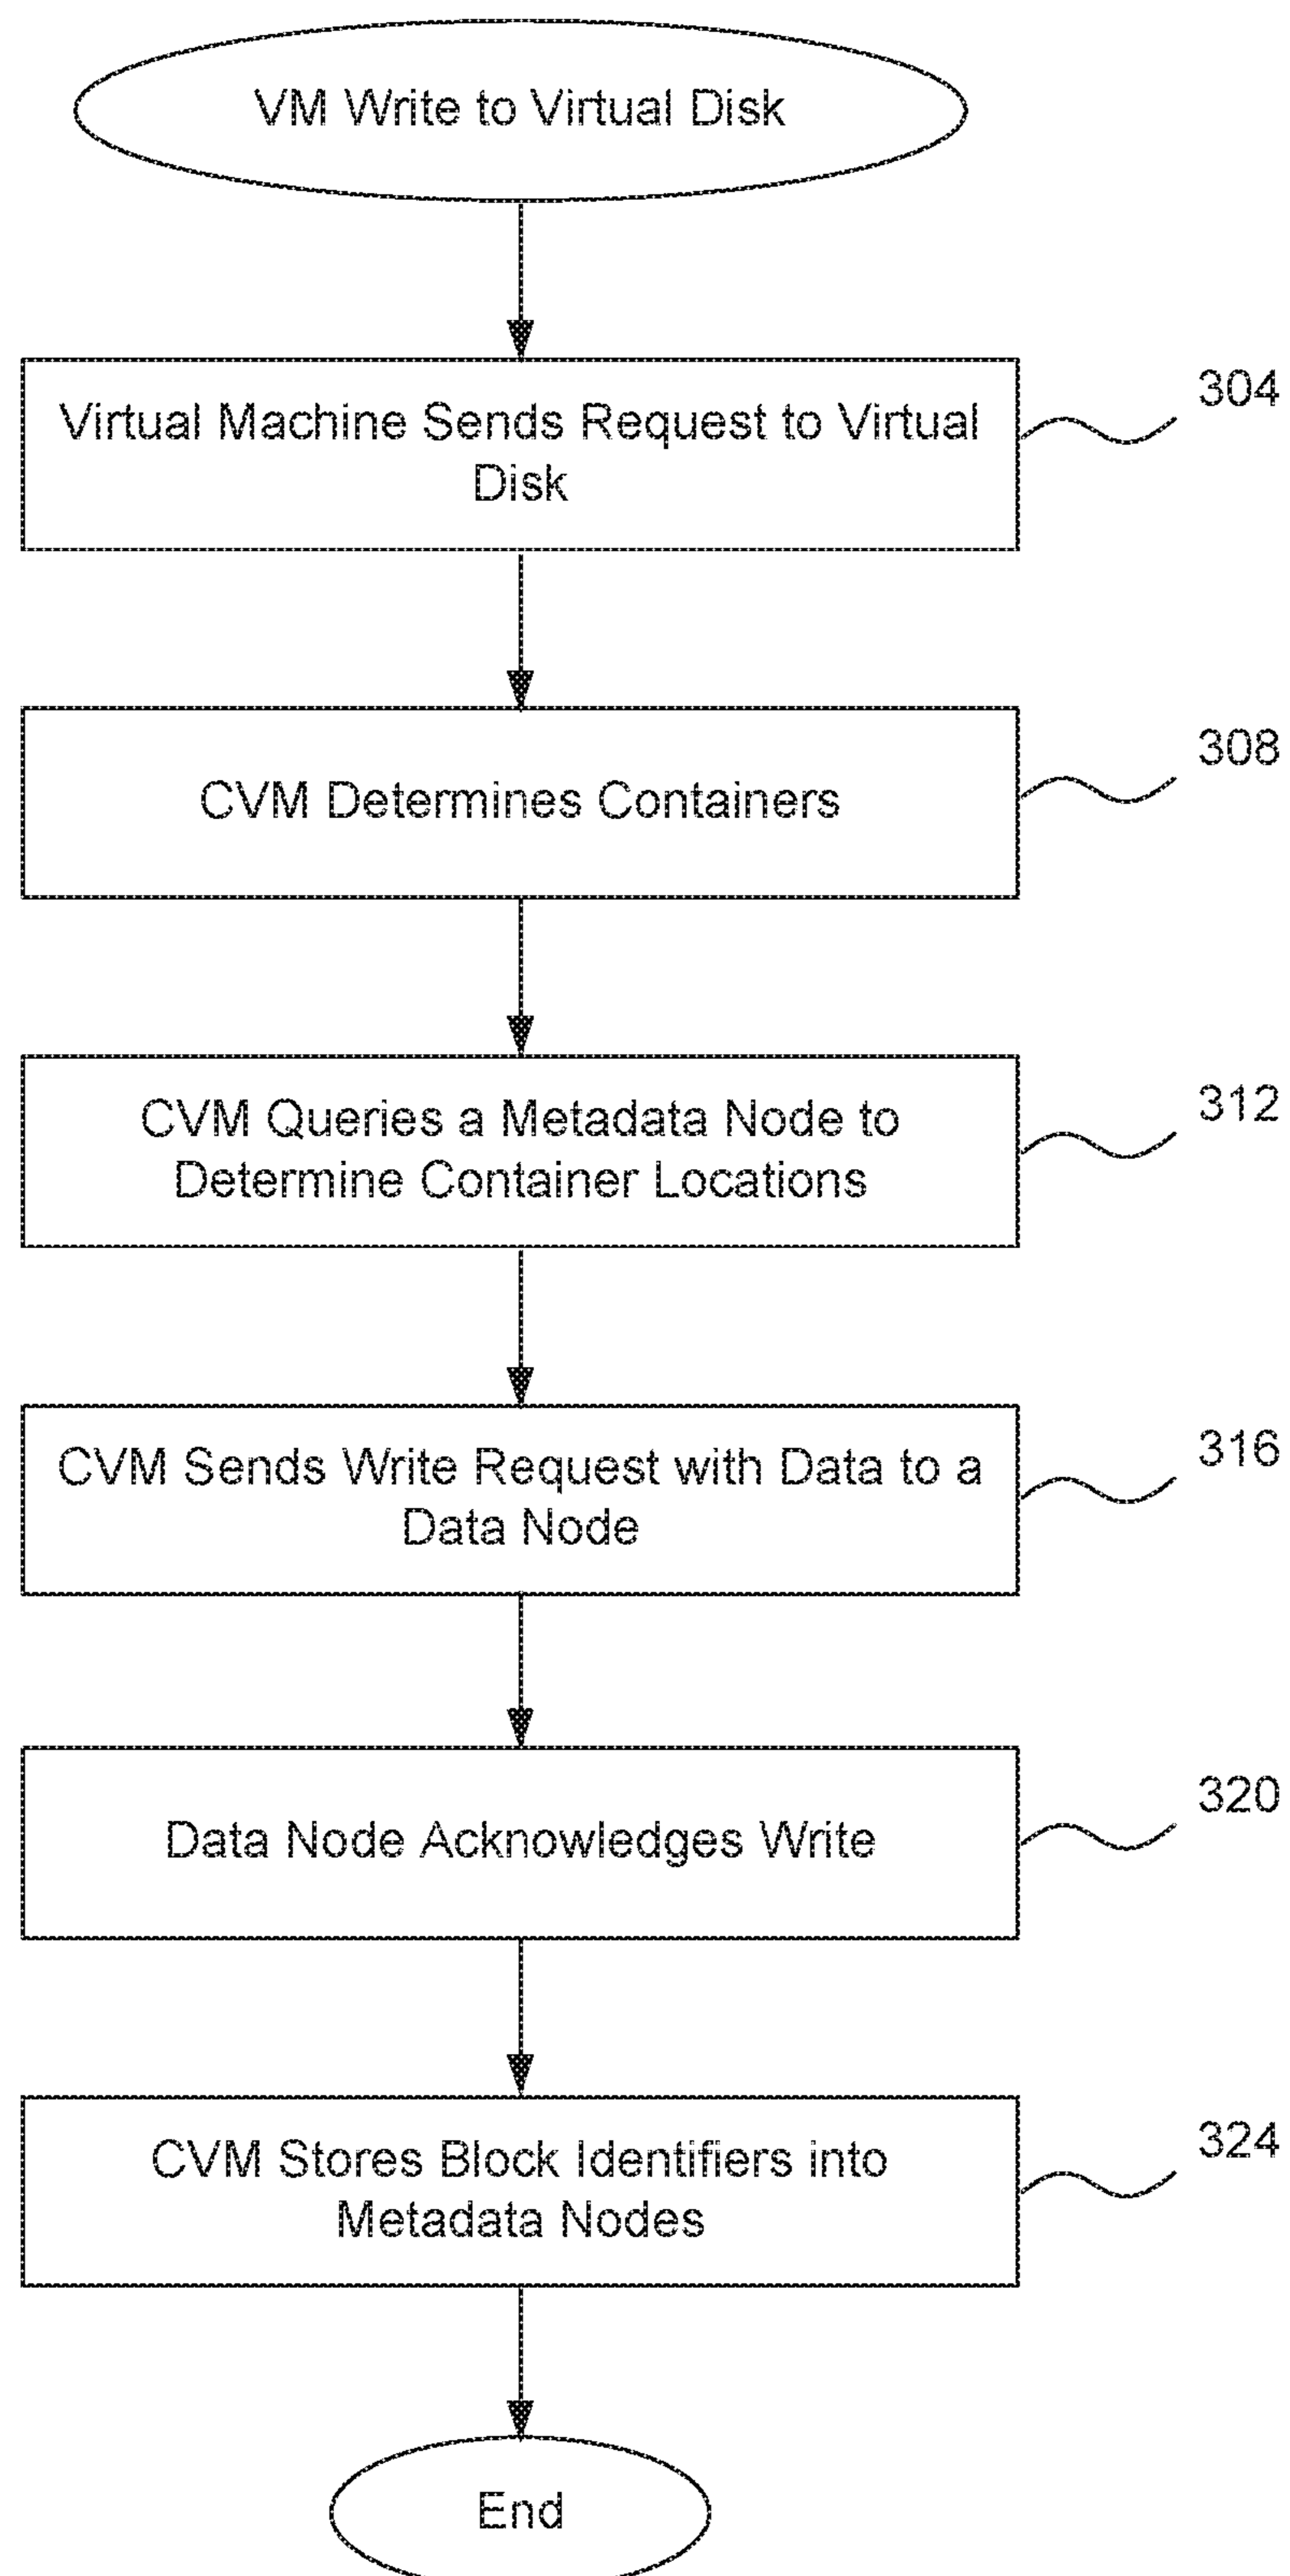 VM Write to Virtual Disk
Virtual Machine Sends Request to Virtual
Disk
304
CVM Determines Containers
308
CVM Queries a Metadata Node to
Determine Container Locations
312
CVM Sends Write Request with Data to a
Data Node
316
Data Node Acknowledges Write
320
CVM Stores Block Identifiers into
Metadata Nodes
324
End